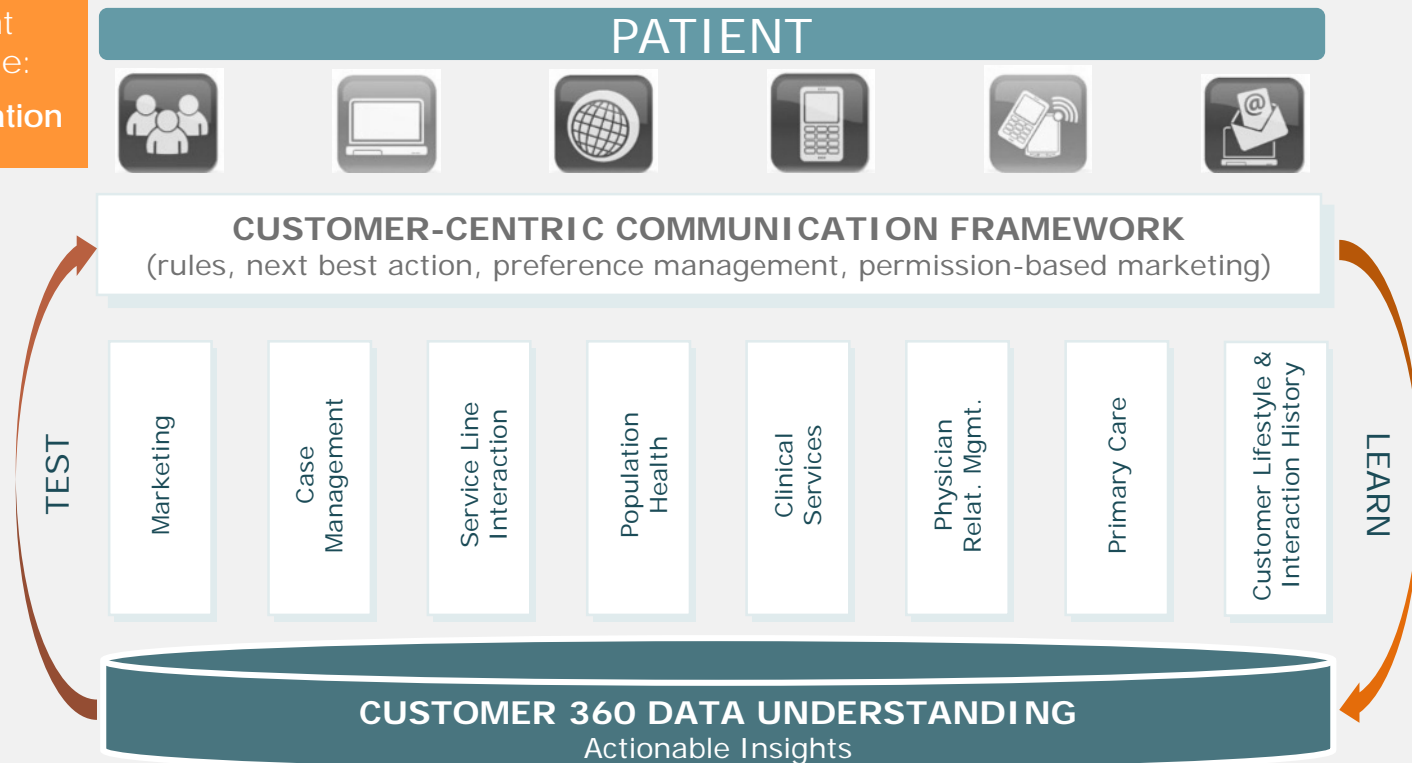 PATIENT
CUSTOMER-CENTRIC COMMUNICATION FRAMEWORK
(rules, next best action, preference management, permission-based marketing)
TEST
Marketing
Case
Management
Service Line
Interaction
Population
Health
Clinical
Services
Physician
Relat. Mgmt.
Primary Care
Customer Lifestyle &
Interaction History
LEARN
CUSTOMER 360 DATA UNDERSTANDING
Actionable Insights